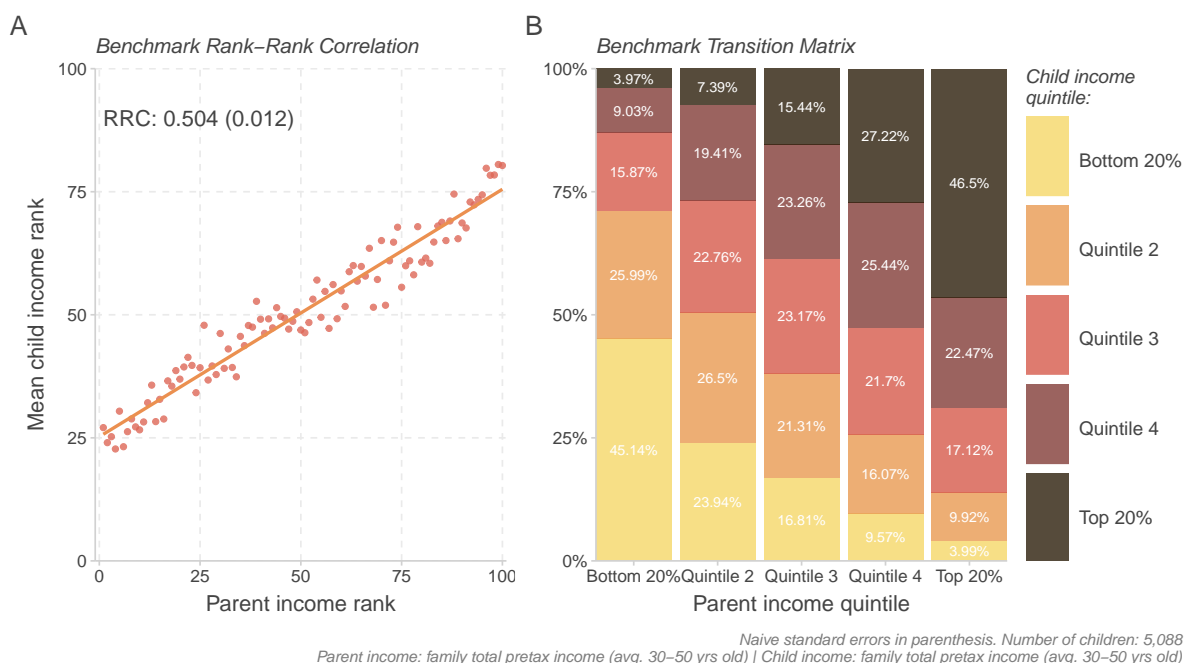 A
Benchmark Rank−Rank Correlation
100
75
50
25
0
RRC: 0.504 (0.012)
Mean child income rank
0 25 50 75 100
Parent income rank
B
Benchmark Transition Matrix
100%
75%
50%
25%
0%
3.97%
9.03%
15.87%
25.99%
45.14%
7.39%
19.41%
22.76%
26.5%
23.94%
15.44%
23.26%
23.17%
21.31%
16.81%
27.22%
25.44%
21.7%
16.07%
9.57%
46.5%
22.47%
17.12%
9.92%
3.99%
Bottom 20% Quintile 2 Quintile 3 Quintile 4 Top 20%
Parent income quintile
Child income
quintile:
Bottom 20%
Quintile 2
Quintile 3
Quintile 4
Top 20%
Naive standard errors in parenthesis. Number of children: 5,088
Parent income: family total pretax income (avg. 30−50 yrs old) | Child income: family total pretax income (avg. 30−50 yrs old)